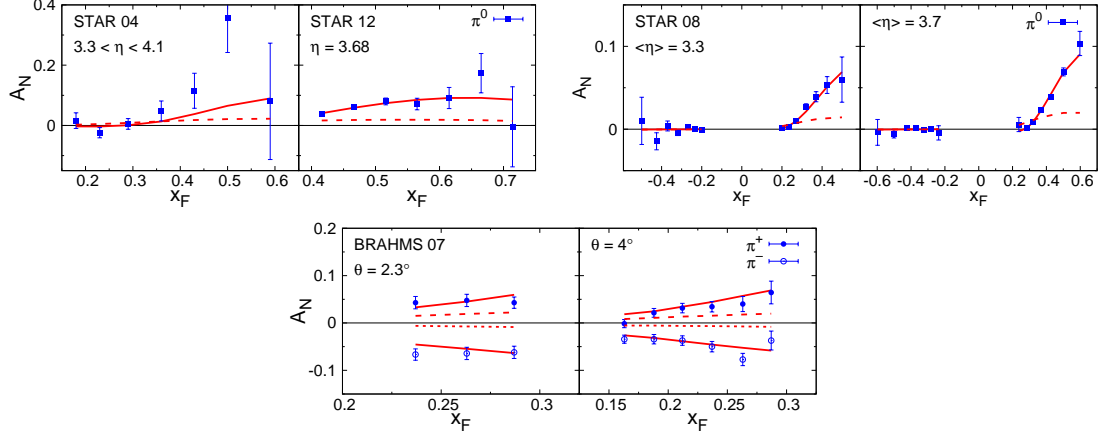 STAR 04
3.3 < η < 4.1
STAR 12
η = 3.68
π⁰
A_N
0.4
0.2
0
0.2 0.3 0.4 0.5 0.6
0.4 0.5 0.6 0.7
x_F
x_F
STAR 08
<η> = 3.3
<η> = 3.7
π⁰
A_N
0.1
0
-0.4 -0.2 0 0.2 0.4
-0.6 -0.4 -0.2 0 0.2 0.4 0.6
x_F
x_F
BRAHMS 07
θ = 2.3°
θ = 4°
π⁺
π⁻
A_N
0.2
0.1
0
-0.1
0.2 0.25 0.3
0.15 0.2 0.25 0.3
x_F
x_F